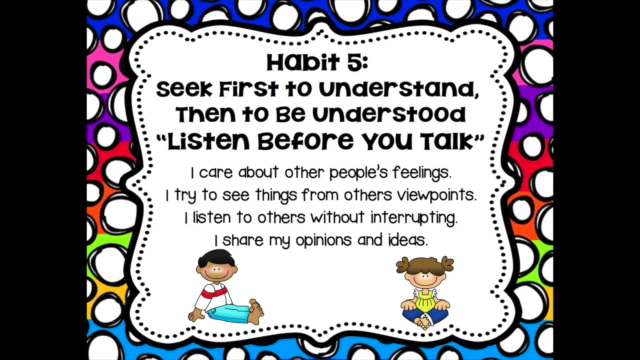 Habit 5:
Seek First to Understand,
Then to Be Understood
“Listen Before You Talk”
I care about other people's feelings.
I try to see things from others viewpoints.
I listen to others without interrupting.
I share my opinions and ideas.